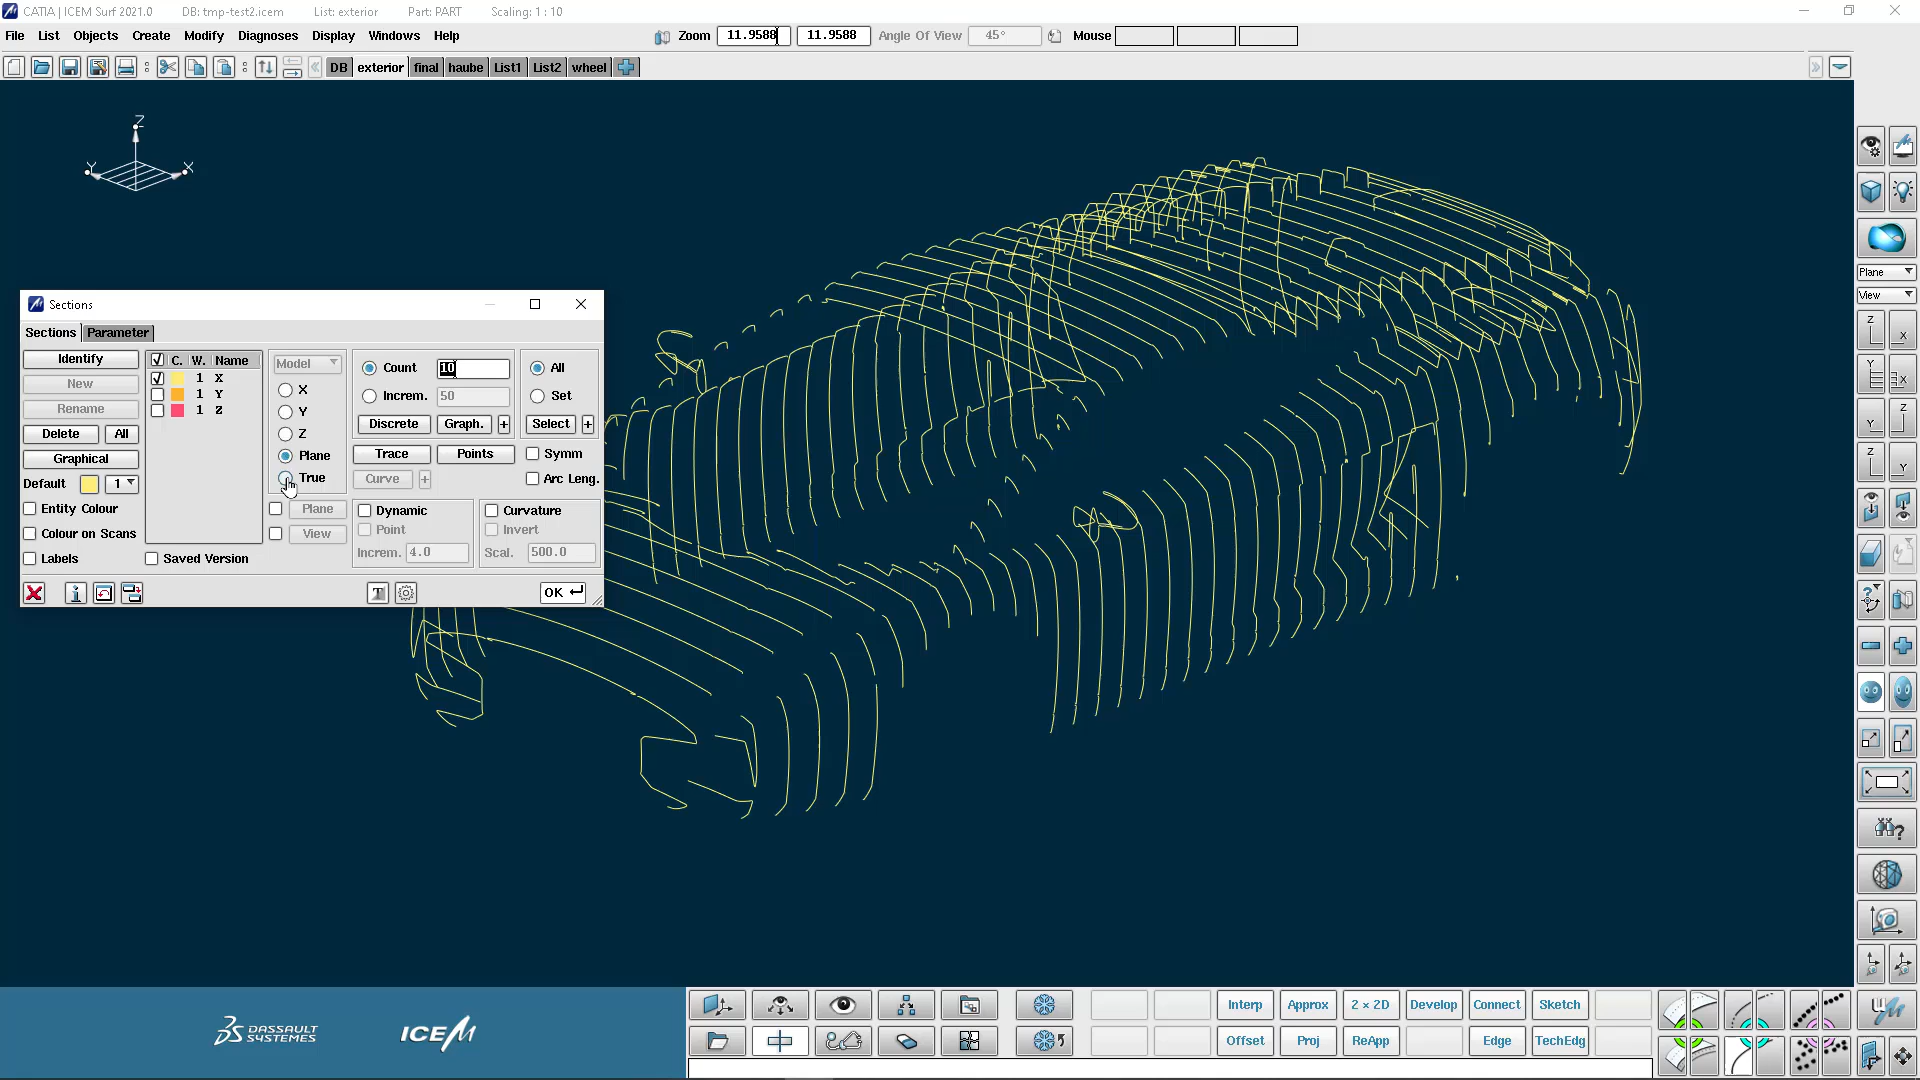 CATIA | ICEM Surf 2021.0 DB: tmp-test2.icem List: exterior Part: PART Scaling: 1 : 10
File List Objects Create Modify Diagnoses Display Windows Help Zoom 11.9588 11.9588 Angle Of View 45° Mouse
DB exterior final haube List1 List2 wheel
Z
Y X
Plane
View
Z X
Y X
Y Z
Z Y
Sections
Sections Parameter
Identify C. W. Name Model Count 10 All
New 1 X X Increm. 50 Set
Rename 1 Y Y Discrete Graph. + Select +
Delete All 1 Z Z Trace Points Symm
Graphical Plane Curve + Arc Leng.
Default 1 True
Entity Colour Plane Dynamic Curvature
Colour on Scans View Point Invert
Labels Saved Version Increm. 4.0 Scal. 500.0
i T OK
DASSAULT SYSTEMES ICEM
Interp Approx 2 × 2D Develop Connect Sketch
Offset Proj ReApp Edge TechEdg